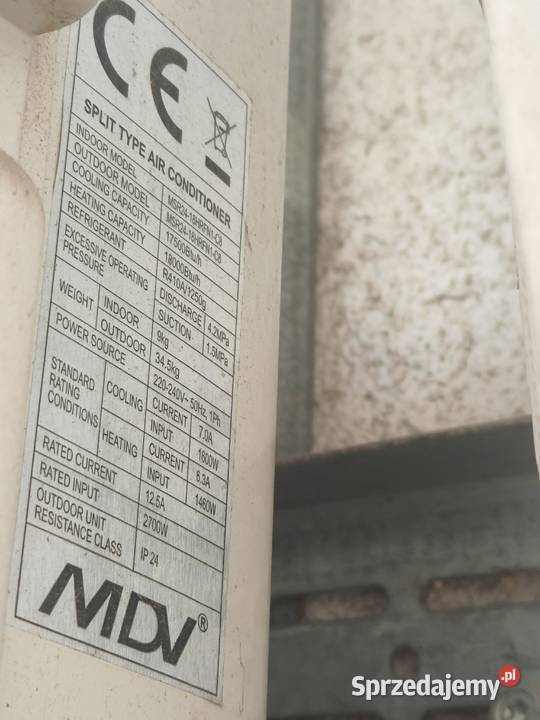 CE
SPLIT TYPE AIR CONDITIONER
INDOOR MODEL MSR24-18HRFN1-C6
OUTDOOR MODEL MSR24-18HRFN1-C6
COOLING CAPACITY 17500Btu/h
HEATING CAPACITY 18000Btu/h
REFRIGERANT R410A/1250g
EXCESSIVE OPERATING PRESSURE DISCHARGE 4.2MPa
SUCTION 1.5MPa
WEIGHT INDOOR 9kg
OUTDOOR 34.5kg
POWER SOURCE 220-240V~ 50Hz, 1Ph
STANDARD RATING CONDITIONS COOLING CURRENT 7.0A
INPUT 1600W
HEATING CURRENT 6.3A
INPUT 1460W
RATED CURRENT 12.5A
RATED INPUT 2700W
OUTDOOR UNIT RESISTANCE CLASS IP 24
MDV®
Sprzedajemy.pl